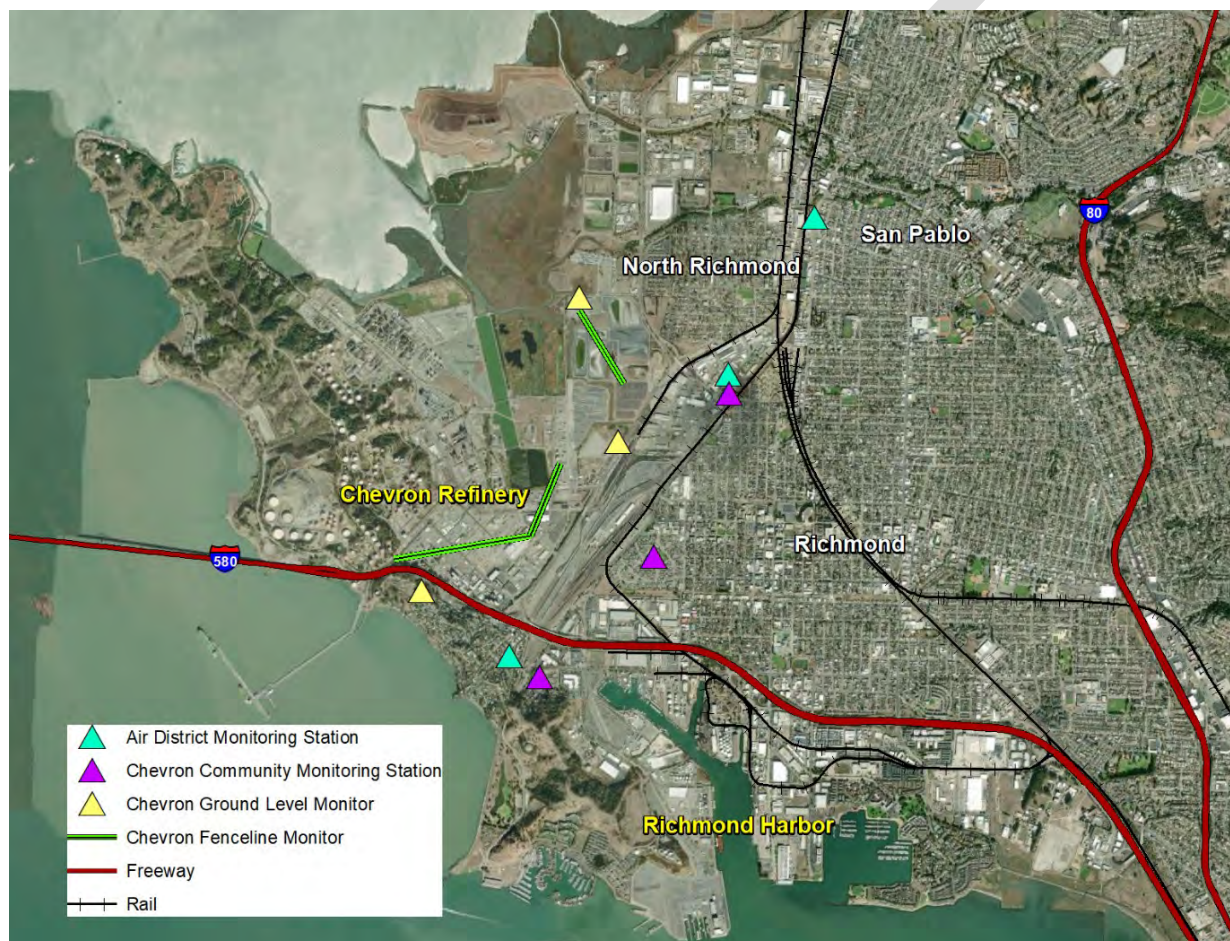 San Pablo
80
North Richmond
Chevron Refinery
Richmond
580
Richmond Harbor
Air District Monitoring Station
Chevron Community Monitoring Station
Chevron Ground Level Monitor
Chevron Fenceline Monitor
Freeway
Rail